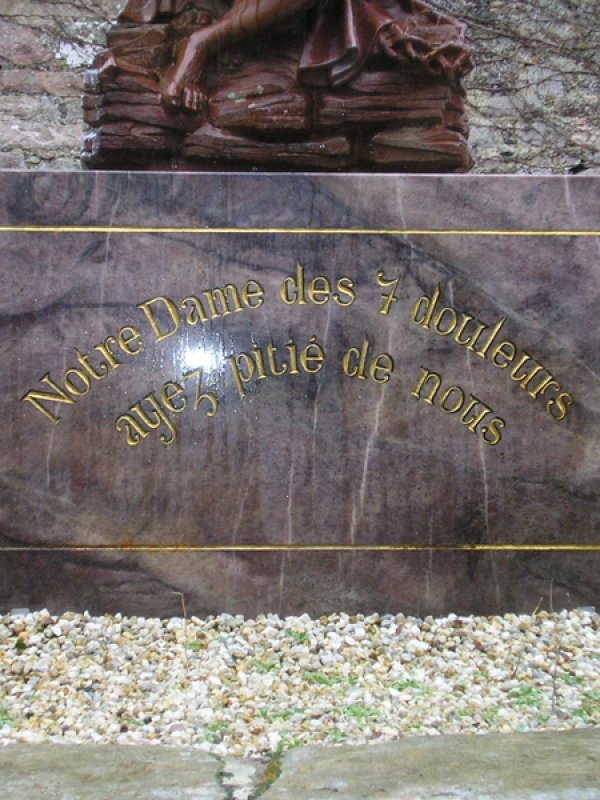 Notre Dame des 7 douleurs
ayez pitié de nous